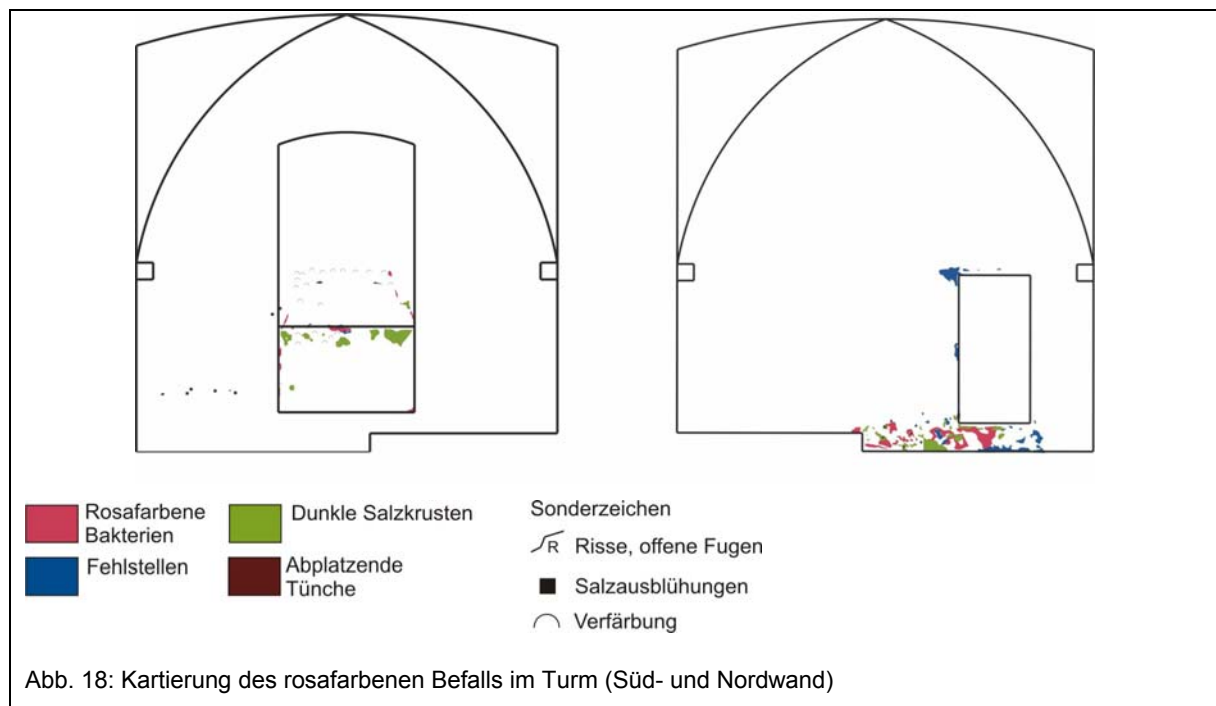 Rosafarbene
Bakterien
Fehlstellen
Dunkle Salzkrusten
Abplatzende
Tünche
Sonderzeichen
R Risse, offene Fugen
Salzausblühungen
Verfärbung
Abb. 18: Kartierung des rosafarbenen Befalls im Turm (Süd- und Nordwand)